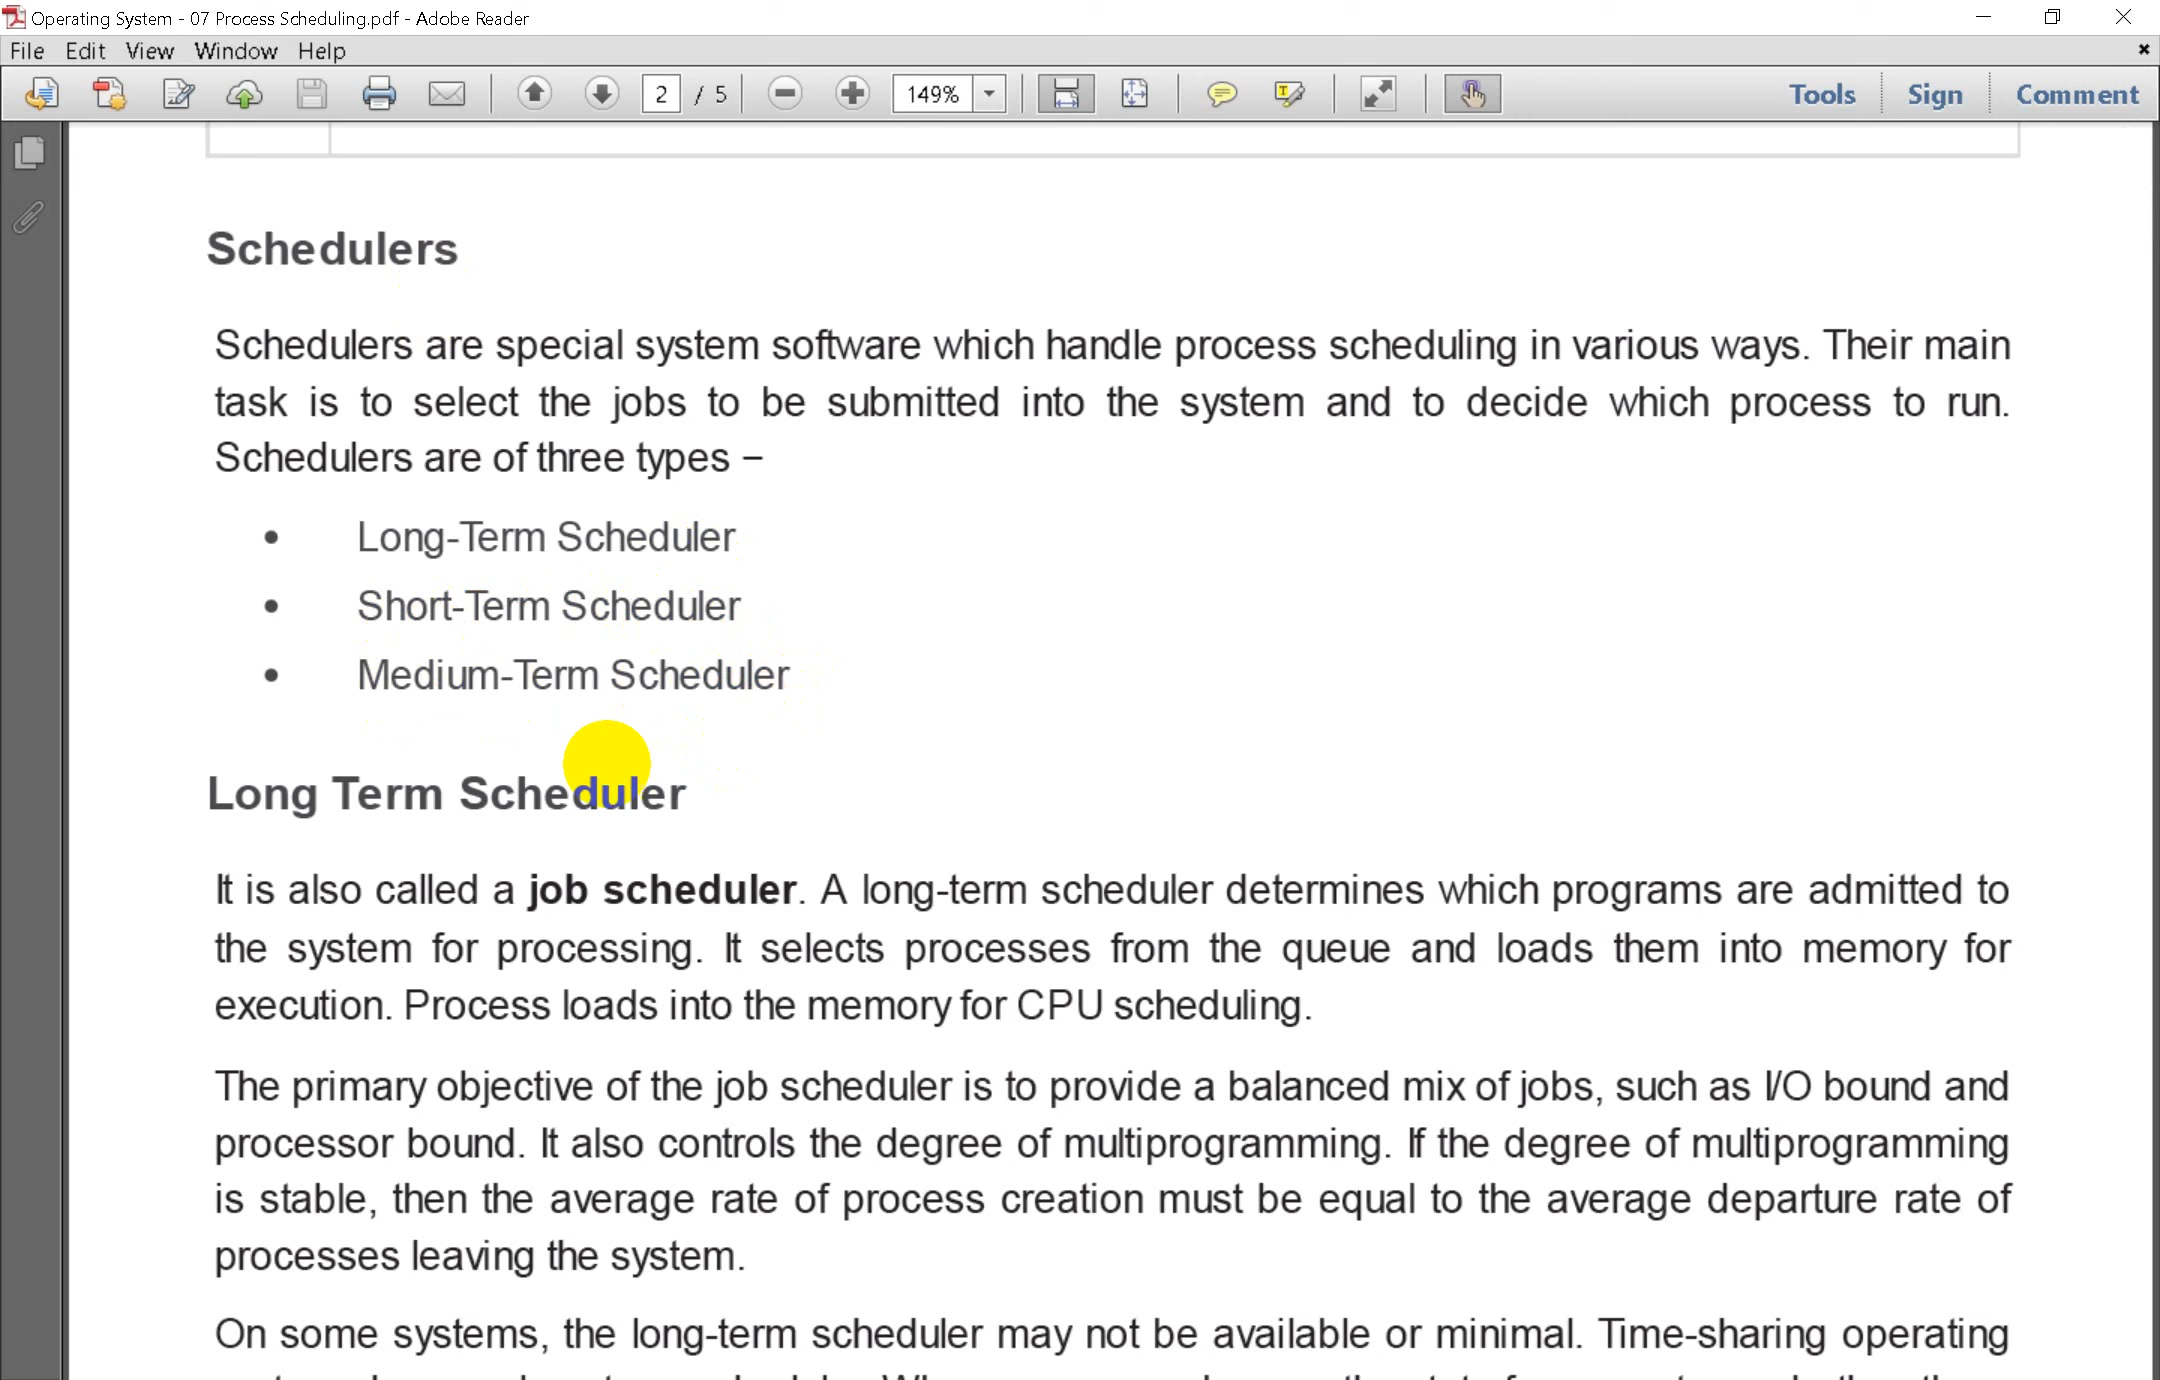 Operating System - 07 Process Scheduling.pdf - Adobe Reader
File Edit View Window Help
2 / 5 149% Tools Sign Comment
Schedulers
Schedulers are special system software which handle process scheduling in various ways. Their main
task is to select the jobs to be submitted into the system and to decide which process to run.
Schedulers are of three types –
• Long-Term Scheduler
• Short-Term Scheduler
• Medium-Term Scheduler
Long Term Scheduler
It is also called a job scheduler. A long-term scheduler determines which programs are admitted to
the system for processing. It selects processes from the queue and loads them into memory for
execution. Process loads into the memory for CPU scheduling.
The primary objective of the job scheduler is to provide a balanced mix of jobs, such as I/O bound and
processor bound. It also controls the degree of multiprogramming. If the degree of multiprogramming
is stable, then the average rate of process creation must be equal to the average departure rate of
processes leaving the system.
On some systems, the long-term scheduler may not be available or minimal. Time-sharing operating